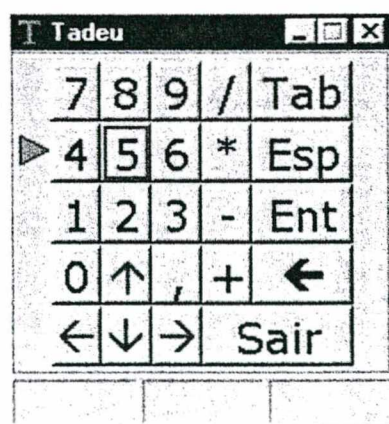 T Tadeu
7 8 9 / Tab
4 5 6 * Esp
1 2 3 - Ent
0 ↑ , + ←
← ↓ → Sair